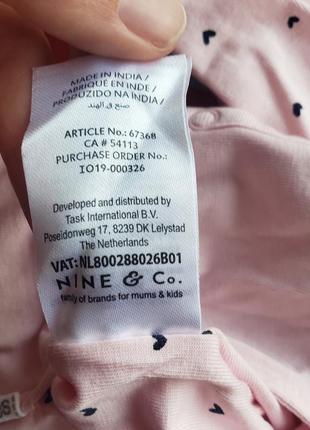 MADE IN INDIA /
FABRIQUÉ EN INDE /
PRODUZIDO NA ÍNDIA /
صنع في الهند
ARTICLE No.: 67368
CA # 54113
PURCHASE ORDER No.:
IO19-000326
Developed and distributed by
Task International B.V.
Poseidonweg 17, 8239 DK Lelystad
The Netherlands
VAT: NL800288026B01
NINE & Co.
family of brands for mums & kids